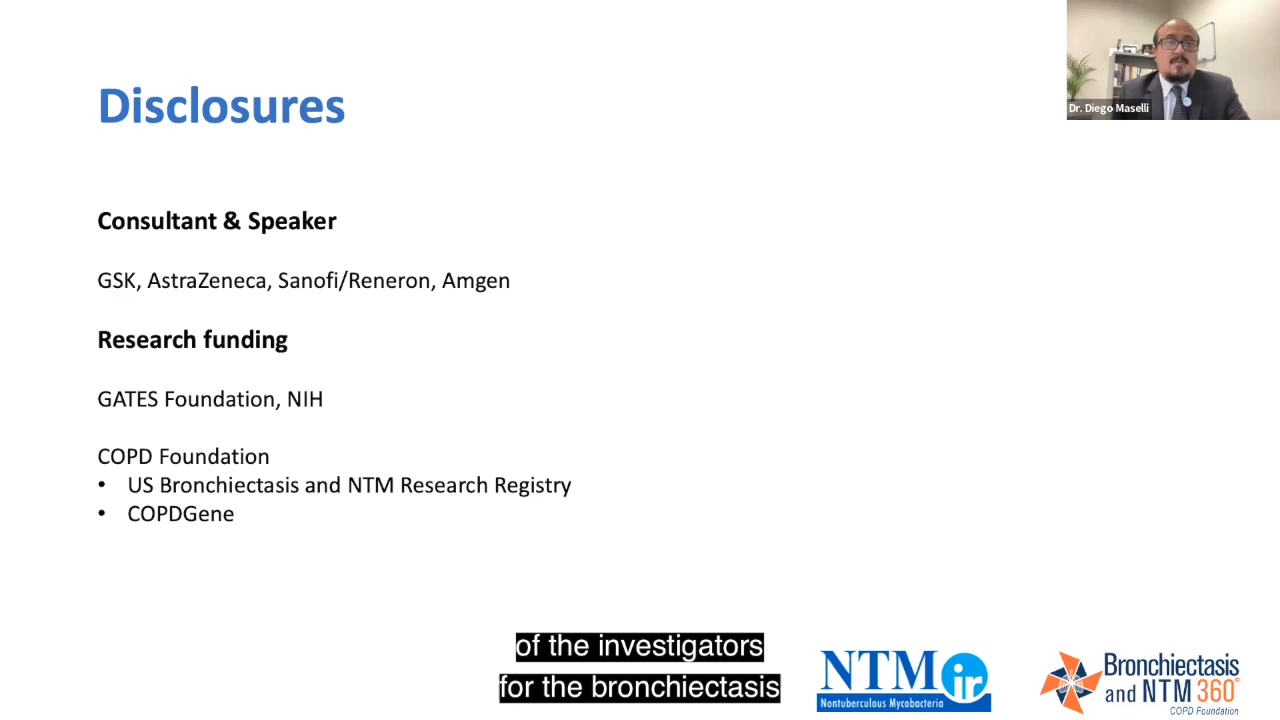 Disclosures
Dr. Diego Maselli
Consultant & Speaker
GSK, AstraZeneca, Sanofi/Reneron, Amgen
Research funding
GATES Foundation, NIH
COPD Foundation
• US Bronchiectasis and NTM Research Registry
• COPDGene
of the investigators
for the bronchiectasis
NTMir
Nontuberculous Mycobacteria
Bronchiectasis
and NTM 360°
COPD Foundation